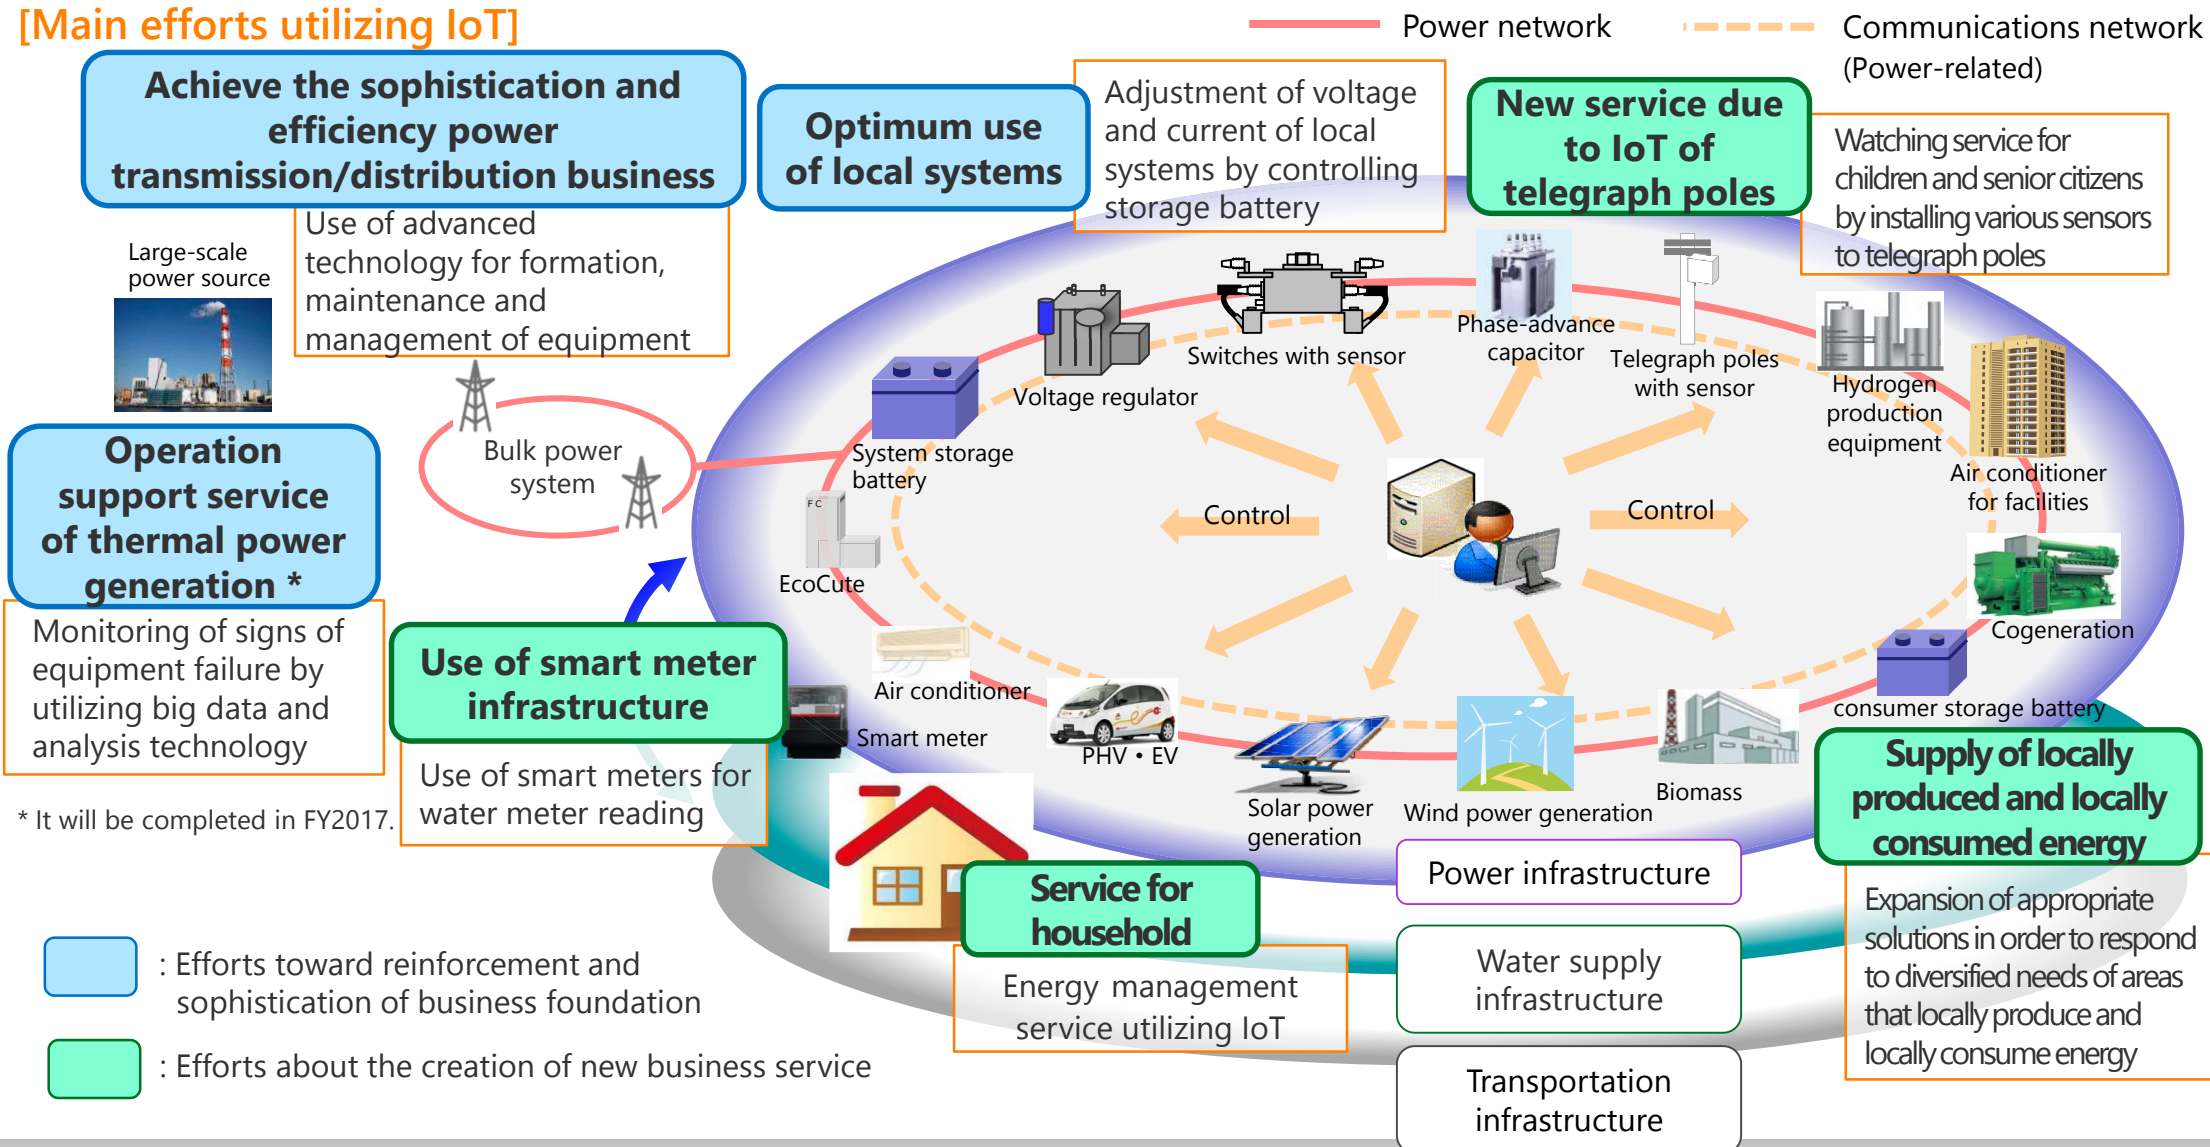 [Main efforts utilizing IoT]
Power network
Communications network
(Power-related)
Achieve the sophistication and
efficiency power
transmission/distribution business
Use of advanced
technology for formation,
maintenance and
management of equipment
Optimum use
of local systems
Adjustment of voltage
and current of local
systems by controlling
storage battery
New service due
to IoT of
telegraph poles
Watching service for
children and senior citizens
by installing various sensors
to telegraph poles
Large-scale
power source
Bulk power
system
Operation
support service
of thermal power
generation *
Monitoring of signs of
equipment failure by
utilizing big data and
analysis technology
* It will be completed in FY2017.
Use of smart meter
infrastructure
Use of smart meters for
water meter reading
System storage
battery
Voltage regulator
Switches with sensor
Phase-advance
capacitor
Telegraph poles
with sensor
Hydrogen
production
equipment
Air conditioner
for facilities
Control
Control
FC
EcoCute
Air conditioner
Smart meter
PHV・EV
Solar power
generation
Wind power generation
Biomass
consumer storage battery
Cogeneration
Supply of locally
produced and locally
consumed energy
Expansion of appropriate
solutions in order to respond
to diversified needs of areas
that locally produce and
locally consume energy
Service for
household
Energy management
service utilizing IoT
Power infrastructure
Water supply
infrastructure
Transportation
infrastructure
: Efforts toward reinforcement and
sophistication of business foundation
: Efforts about the creation of new business service